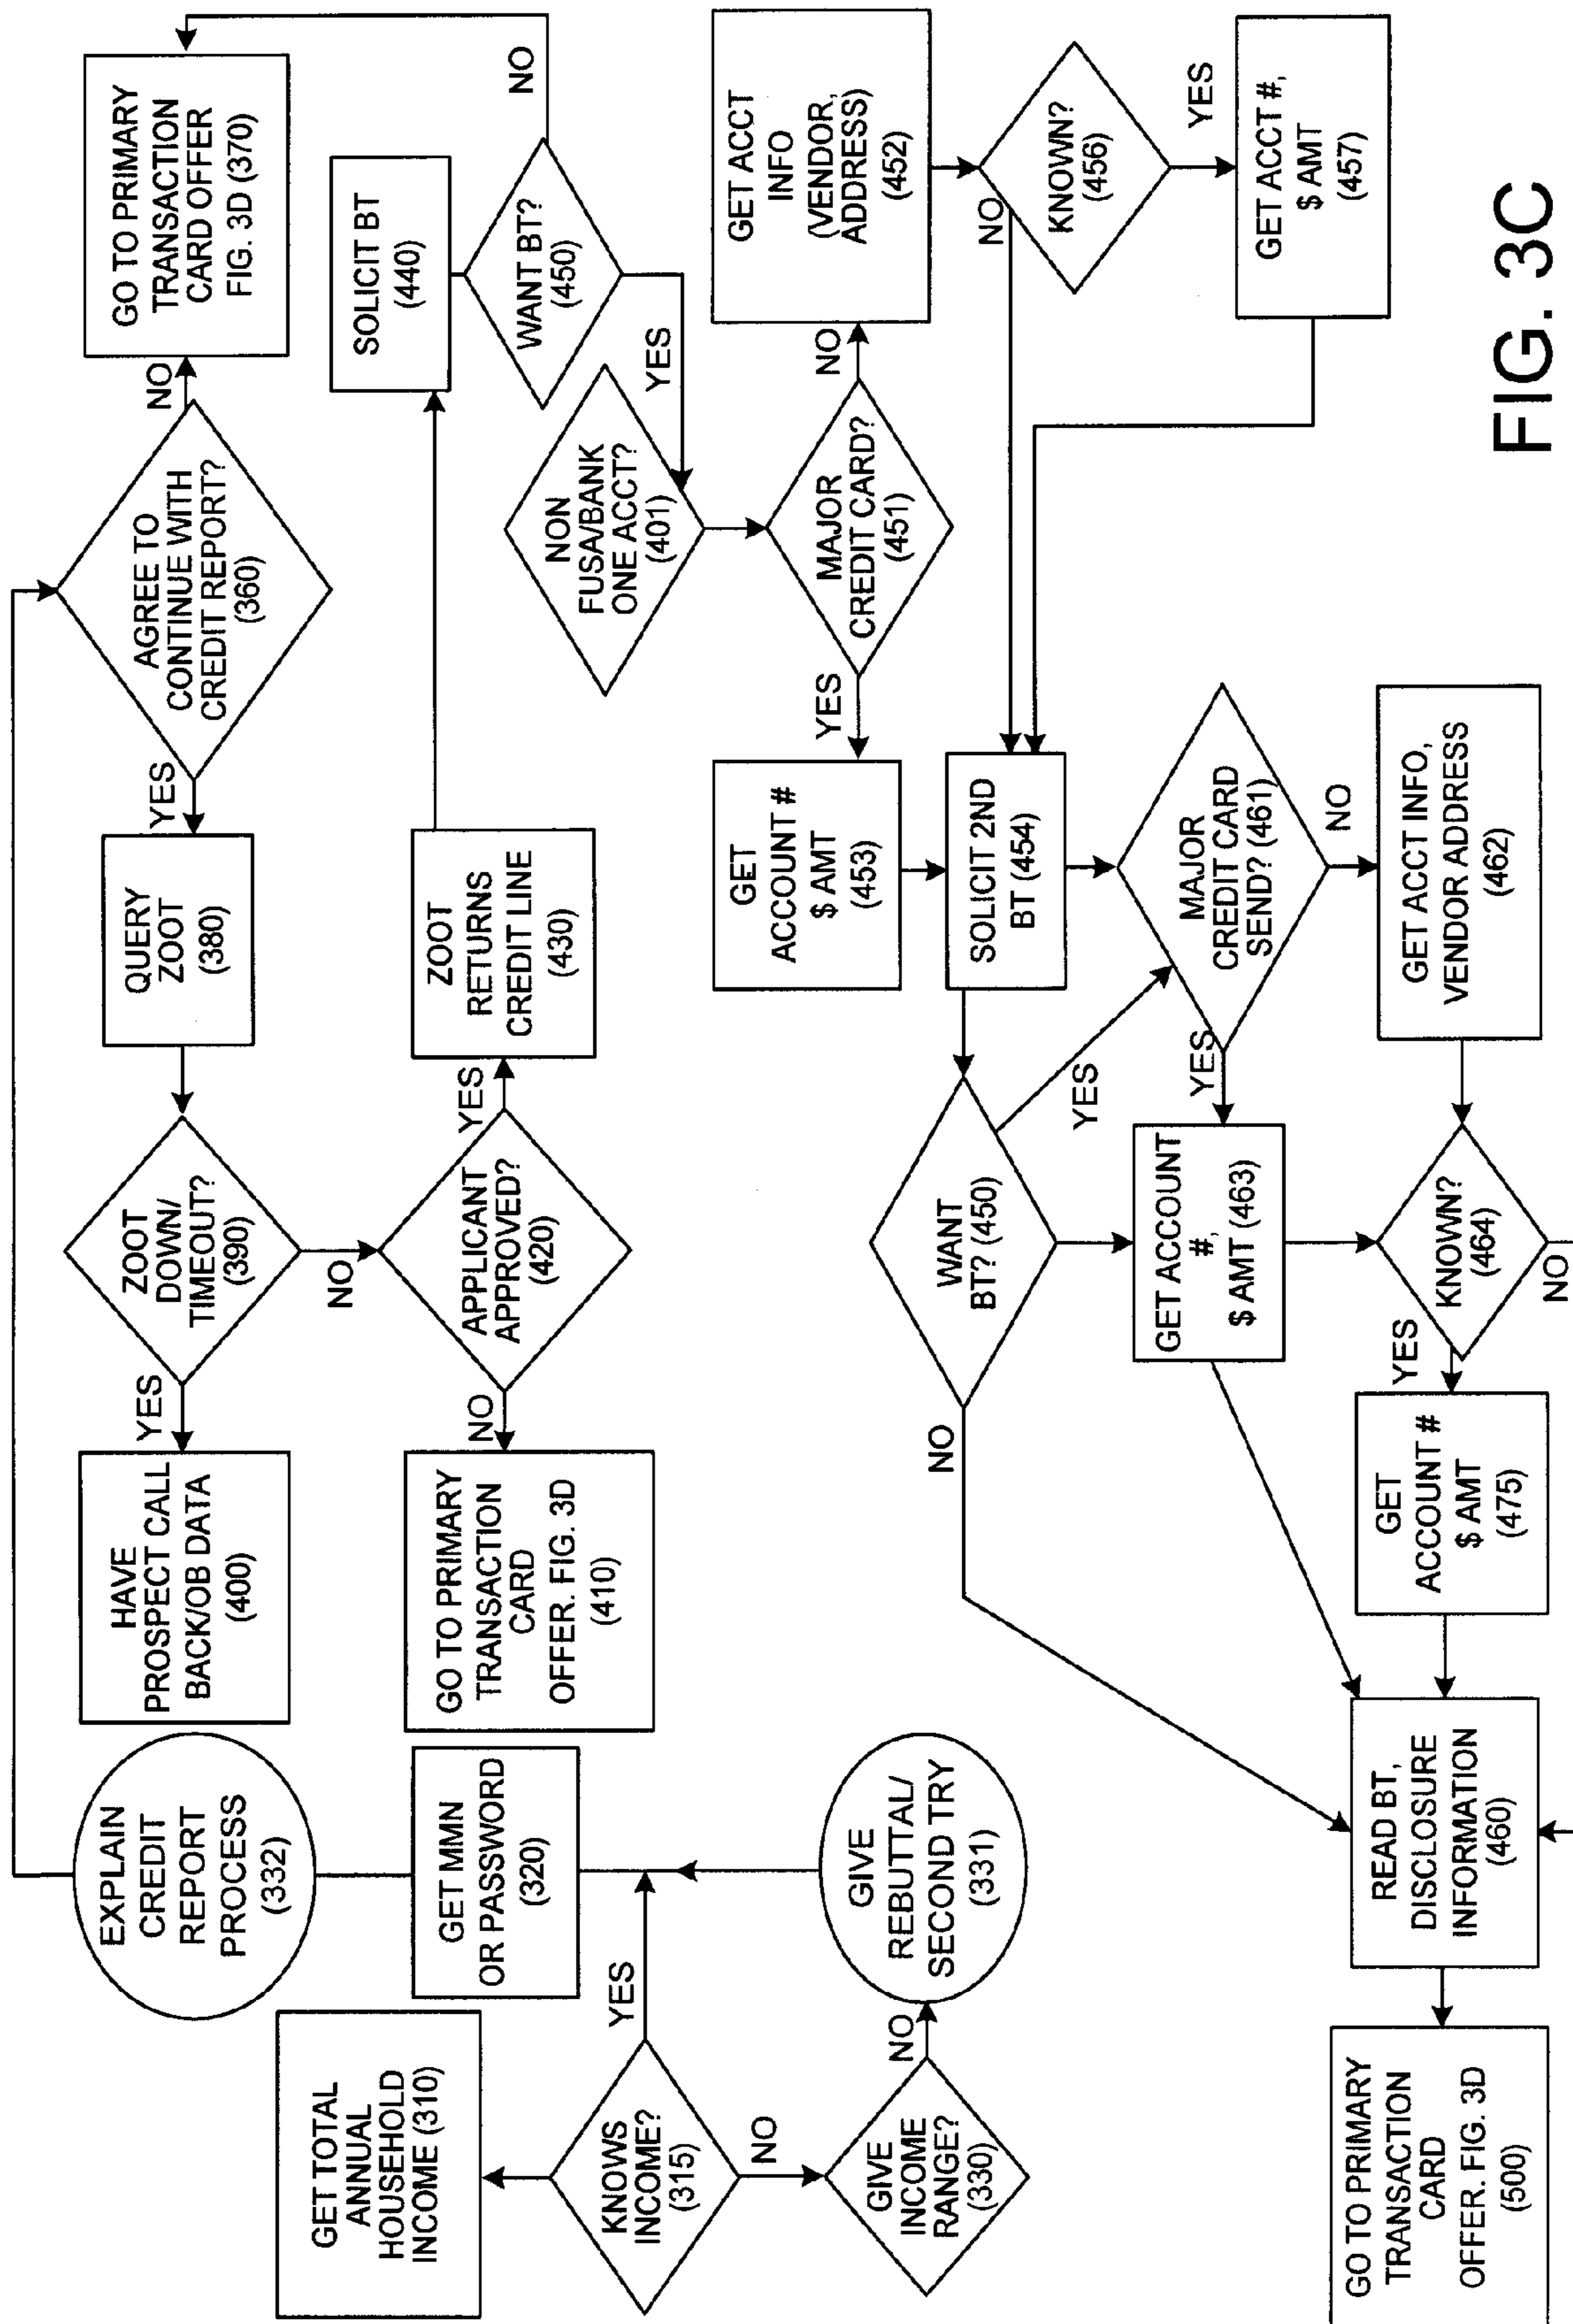 GET TOTAL
ANNUAL
HOUSEHOLD
INCOME (310)
KNOWS
INCOME?
(315)
YES
NO
GIVE
INCOME
RANGE?
(330)
NO
GIVE
REBUTTAL/
SECOND TRY
(331)
GET MMN
OR PASSWORD
(320)
EXPLAIN
CREDIT
REPORT
PROCESS
(332)
AGREE TO
CONTINUE WITH
CREDIT REPORT?
(360)
NO
GO TO PRIMARY
TRANSACTION
CARD OFFER
FIG. 3D (370)
YES
QUERY
ZOOT
(380)
ZOOT
DOWN/
TIMEOUT?
(390)
YES
HAVE
PROSPECT CALL
BACK/OB DATA
(400)
NO
APPLICANT
APPROVED?
(420)
NO
GO TO PRIMARY
TRANSACTION
CARD
OFFER. FIG. 3D
(410)
YES
ZOOT
RETURNS
CREDIT LINE
(430)
SOLICIT BT
(440)
WANT BT?
(450)
NO
YES
NON
FUSA/BANK
ONE ACCT?
(401)
MAJOR
CREDIT CARD?
(451)
NO
GET ACCT
INFO
(VENDOR,
ADDRESS)
(452)
KNOWN?
(456)
NO
YES
GET ACCT #,
$ AMT
(457)
YES
GET
ACCOUNT #
$ AMT
(453)
SOLICIT 2ND
BT (454)
WANT
BT? (450)
NO
YES
MAJOR
CREDIT CARD
SEND? (461)
YES
NO
GET ACCT INFO,
VENDOR ADDRESS
(462)
GET ACCOUNT
#,
$ AMT (463)
KNOWN?
(464)
NO
YES
GET
ACCOUNT #
$ AMT
(475)
READ BT,
DISCLOSURE
INFORMATION
(460)
GO TO PRIMARY
TRANSACTION
CARD
OFFER. FIG. 3D
(500)
FIG. 3C